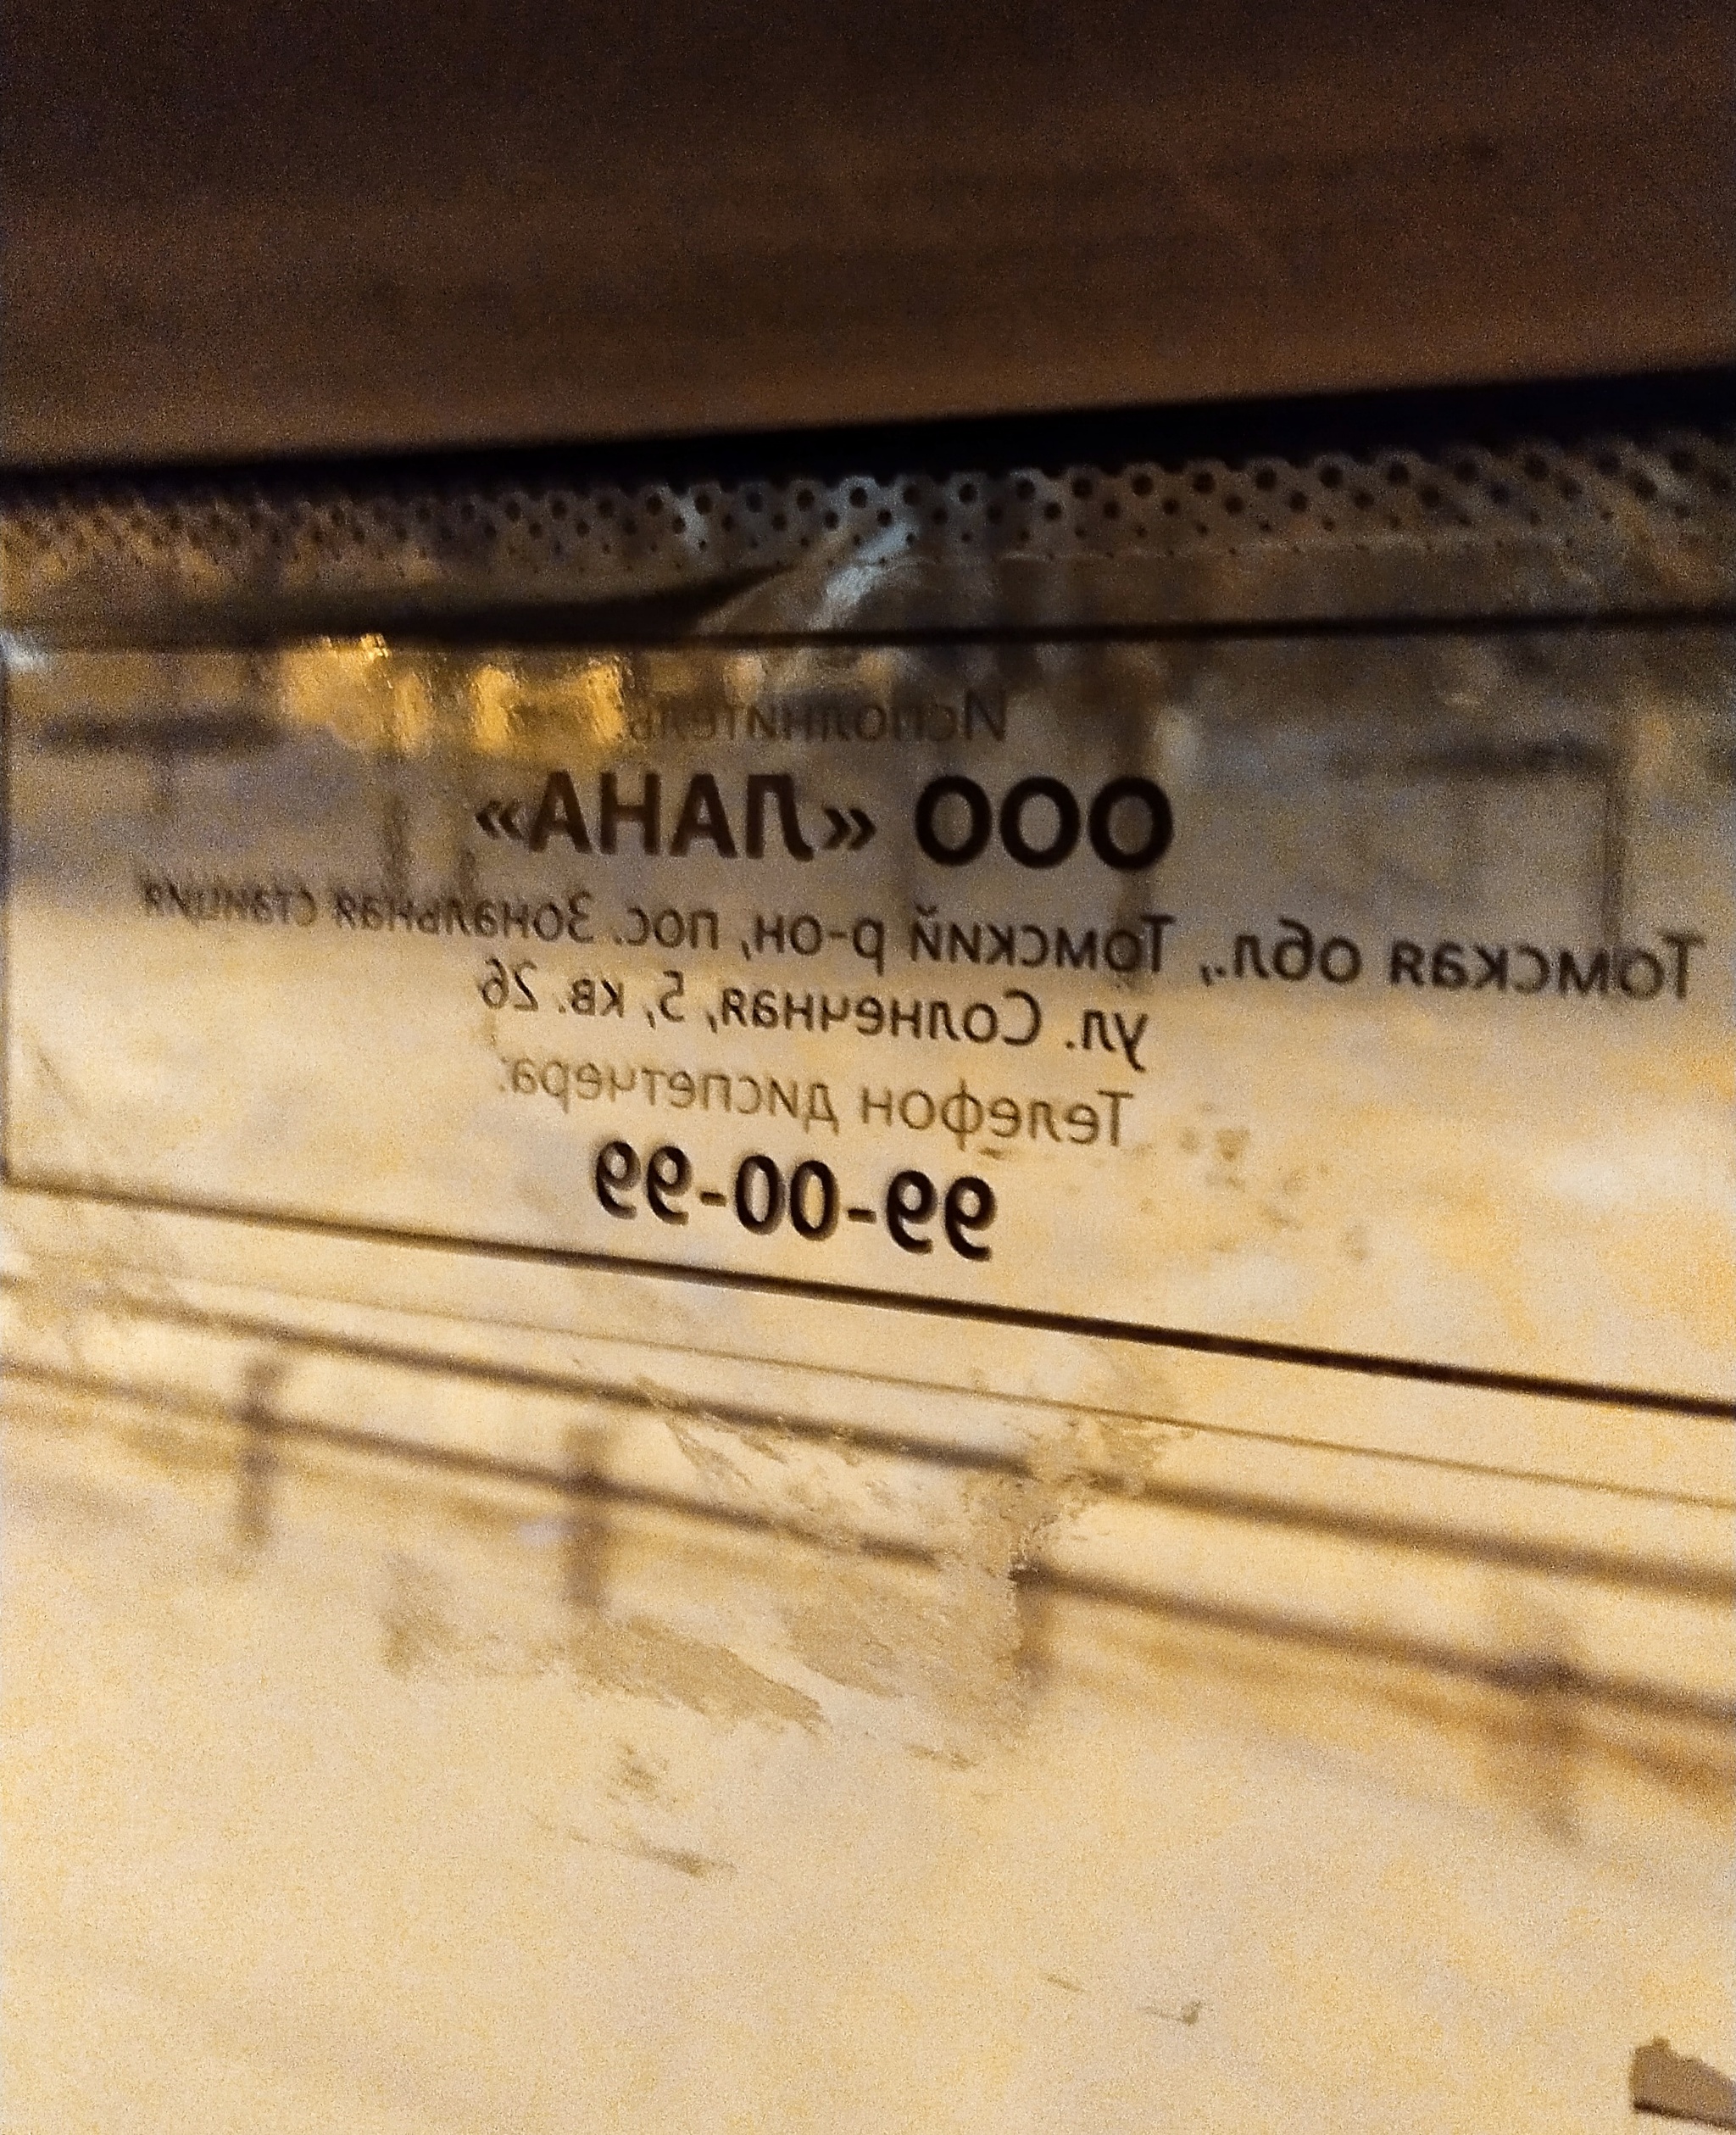 Исполнитель:
ООО «ЛАНА»
Томская обл., Томский р-он, пос. Зональная станция
ул. Солнечная, 5, кв. 26
Телефон диспетчера:
99-00-99